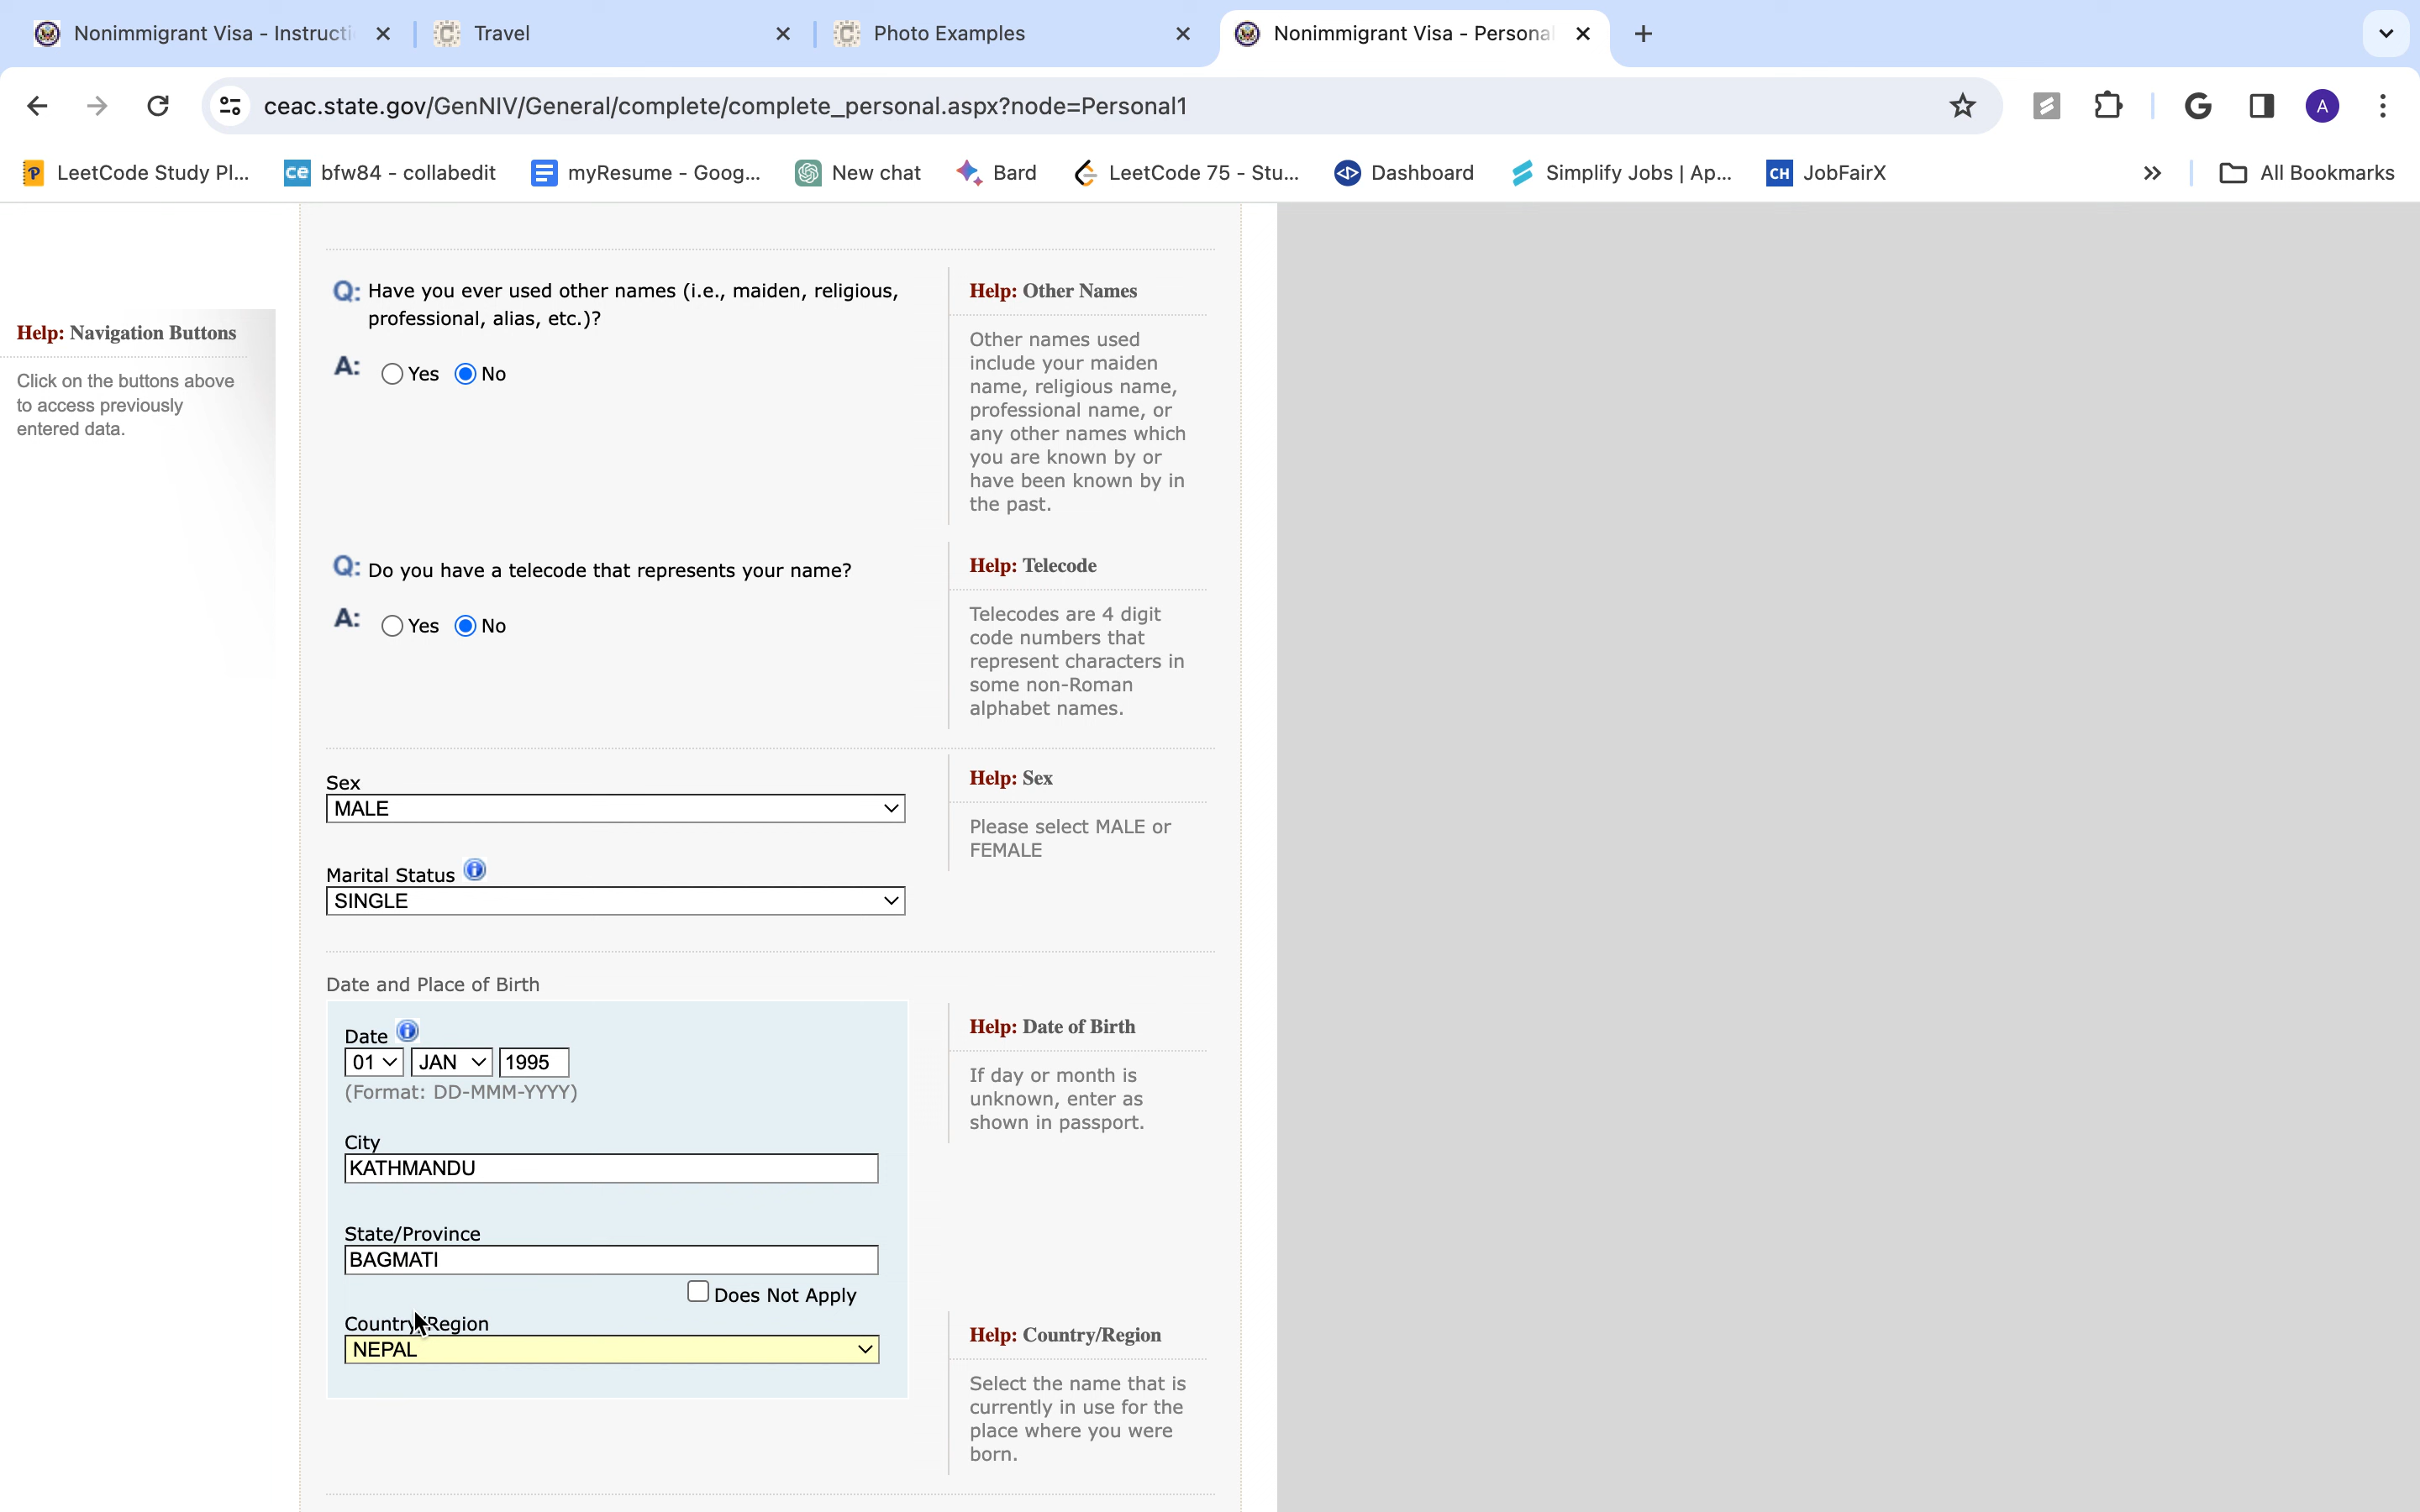 Nonimmigrant Visa - Instructi
Travel
Photo Examples
Nonimmigrant Visa - Persona
ceac.state.gov/GenNIV/General/complete/complete_personal.aspx?node=Personal1
A
LeetCode Study Pl...
ce bfw84 - collabedit
myResume - Goog...
New chat
Bard
LeetCode 75 - Stu...
Dashboard
Simplify Jobs | Ap...
CH JobFairX
All Bookmarks
Help: Navigation Buttons
Click on the buttons above
to access previously
entered data.
Q: Have you ever used other names (i.e., maiden, religious,
professional, alias, etc.)?
A: Yes No
Help: Other Names
Other names used
include your maiden
name, religious name,
professional name, or
any other names which
you are known by or
have been known by in
the past.
Q: Do you have a telecode that represents your name?
A: Yes No
Help: Telecode
Telecodes are 4 digit
code numbers that
represent characters in
some non-Roman
alphabet names.
Sex
MALE
Help: Sex
Please select MALE or
FEMALE
Marital Status
SINGLE
Date and Place of Birth
Date
01 JAN 1995
(Format: DD-MMM-YYYY)
Help: Date of Birth
If day or month is
unknown, enter as
shown in passport.
City
KATHMANDU
State/Province
BAGMATI
Does Not Apply
Country/Region
NEPAL
Help: Country/Region
Select the name that is
currently in use for the
place where you were
born.